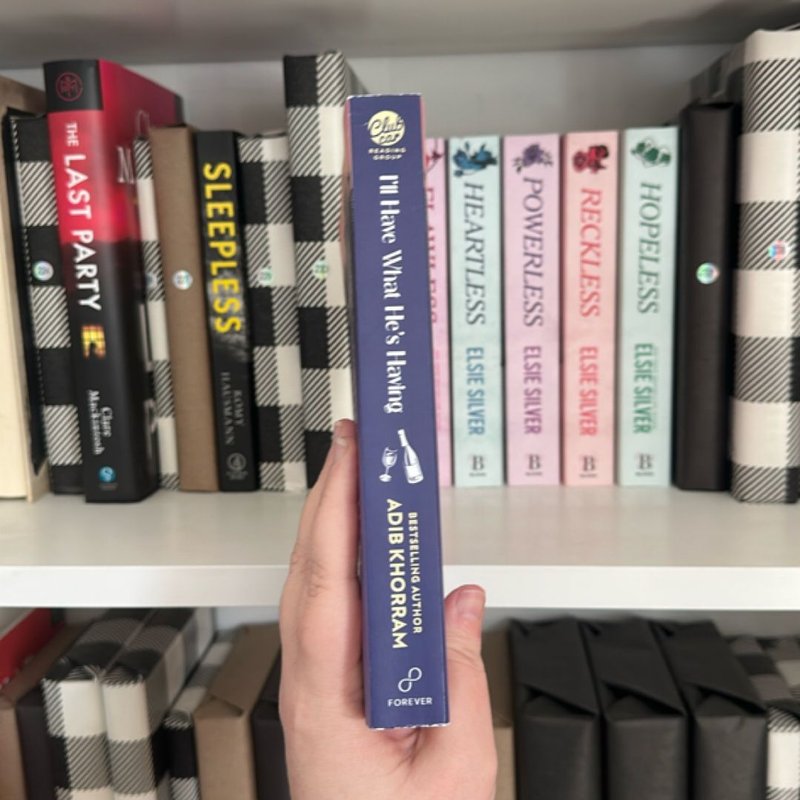 THE LAST PARTY
Clare
Mackintosh
SLEEPLESS
ROMY
HAUSMANN
Club
car
READING
GROUP
I'll Have What He's Having
BESTSELLING AUTHOR
ADIB KHORRAM
FOREVER
FLAWLESS
HEARTLESS
ELSIE SILVER
B
POWERLESS
ELSIE SILVER
B
RECKLESS
ELSIE SILVER
B
HOPELESS
ELSIE SILVER
B